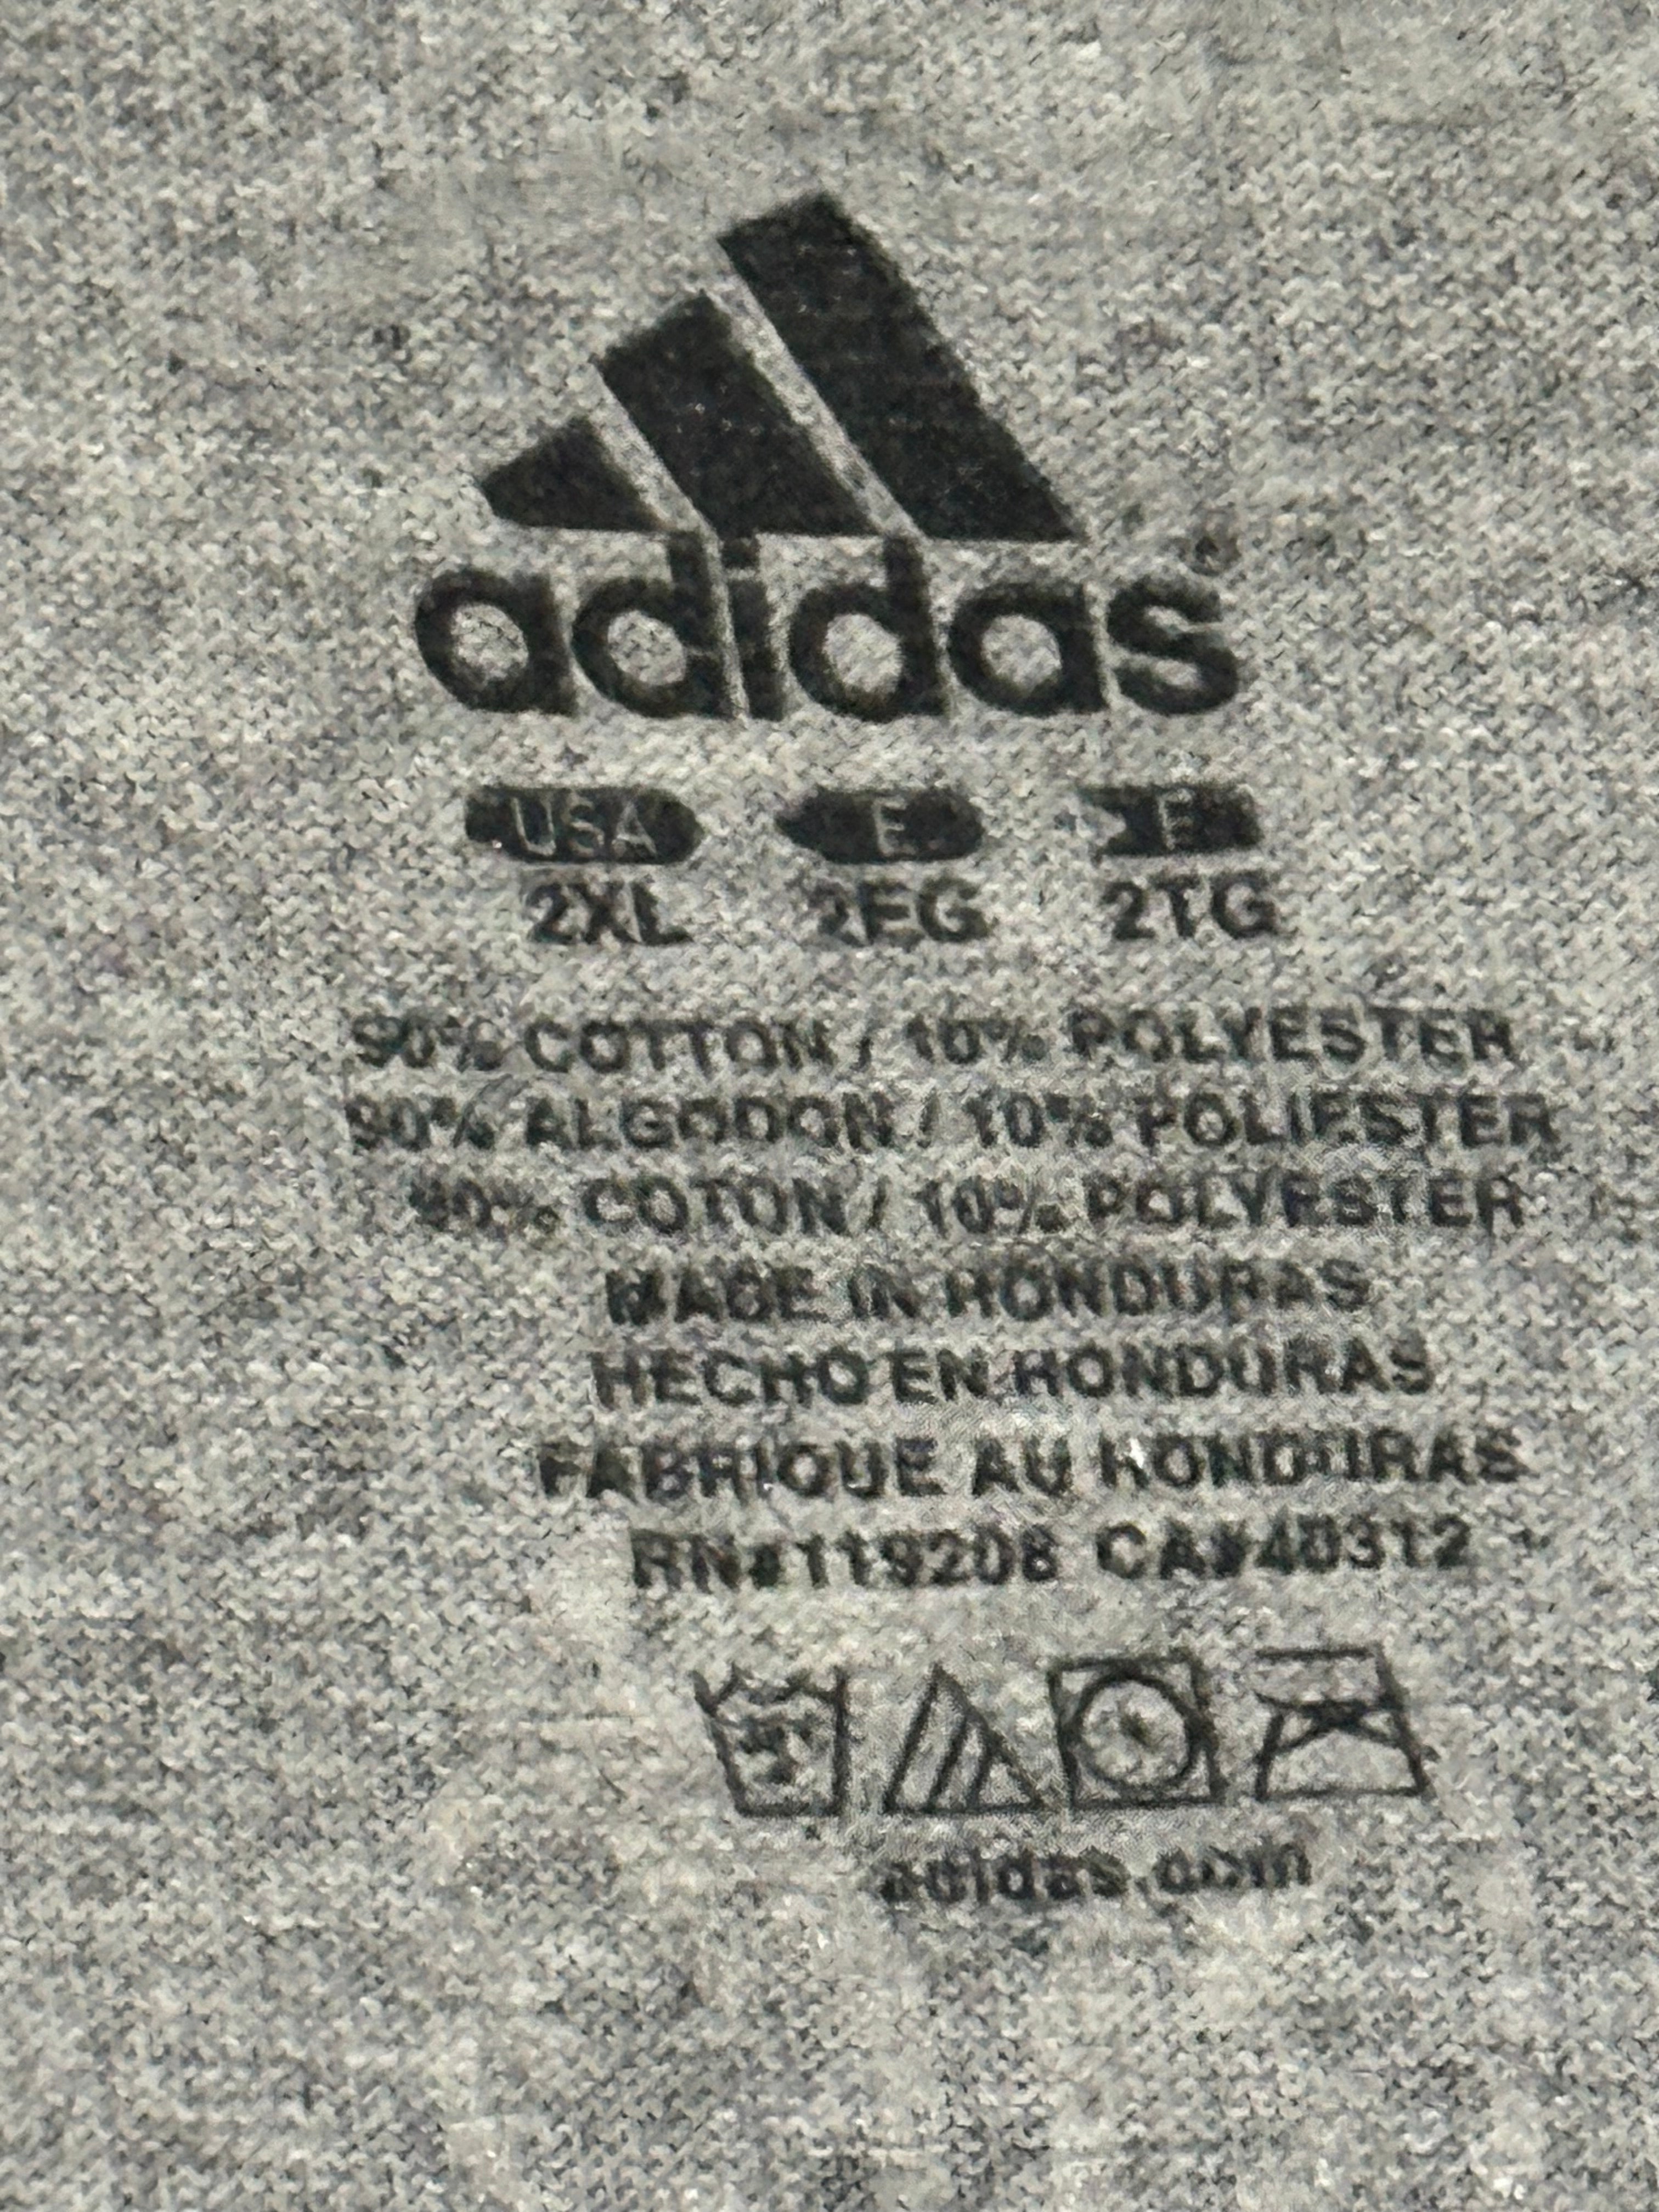 adidas®
USA E F
2XL 2EG 2TG
90% COTTON / 10% POLYESTER
90% ALGODON / 10% POLIESTER
90% COTON / 10% POLYESTER
MADE IN HONDURAS
HECHO EN HONDURAS
FABRIQUE AU HONDURAS
RN#119208 CA#40312
adidas.com